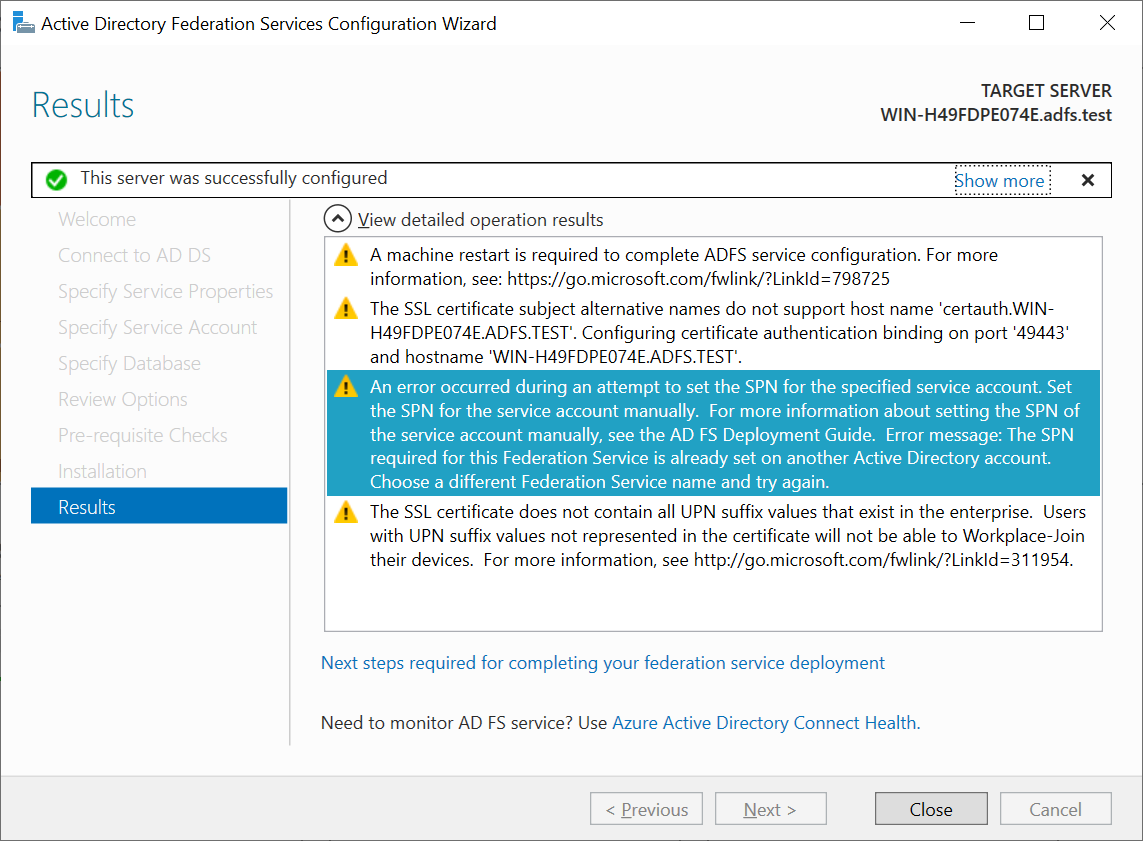 Active Directory Federation Services Configuration Wizard
Results
TARGET SERVER
WIN-H49FDPE074E.adfs.test
This server was successfully configured
Show more
Welcome
Connect to AD DS
Specify Service Properties
Specify Service Account
Specify Database
Review Options
Pre-requisite Checks
Installation
Results
View detailed operation results
A machine restart is required to complete ADFS service configuration. For more
information, see: https://go.microsoft.com/fwlink/?LinkId=798725
The SSL certificate subject alternative names do not support host name 'certauth.WIN-
H49FDPE074E.ADFS.TEST'. Configuring certificate authentication binding on port '49443'
and hostname 'WIN-H49FDPE074E.ADFS.TEST'.
An error occurred during an attempt to set the SPN for the specified service account. Set
the SPN for the service account manually.  For more information about setting the SPN of
the service account manually, see the AD FS Deployment Guide.  Error message: The SPN
required for this Federation Service is already set on another Active Directory account.
Choose a different Federation Service name and try again.
The SSL certificate does not contain all UPN suffix values that exist in the enterprise.  Users
with UPN suffix values not represented in the certificate will not be able to Workplace-Join
their devices.  For more information, see http://go.microsoft.com/fwlink/?LinkId=311954.
Next steps required for completing your federation service deployment
Need to monitor AD FS service? Use Azure Active Directory Connect Health.
< Previous
Next >
Close
Cancel